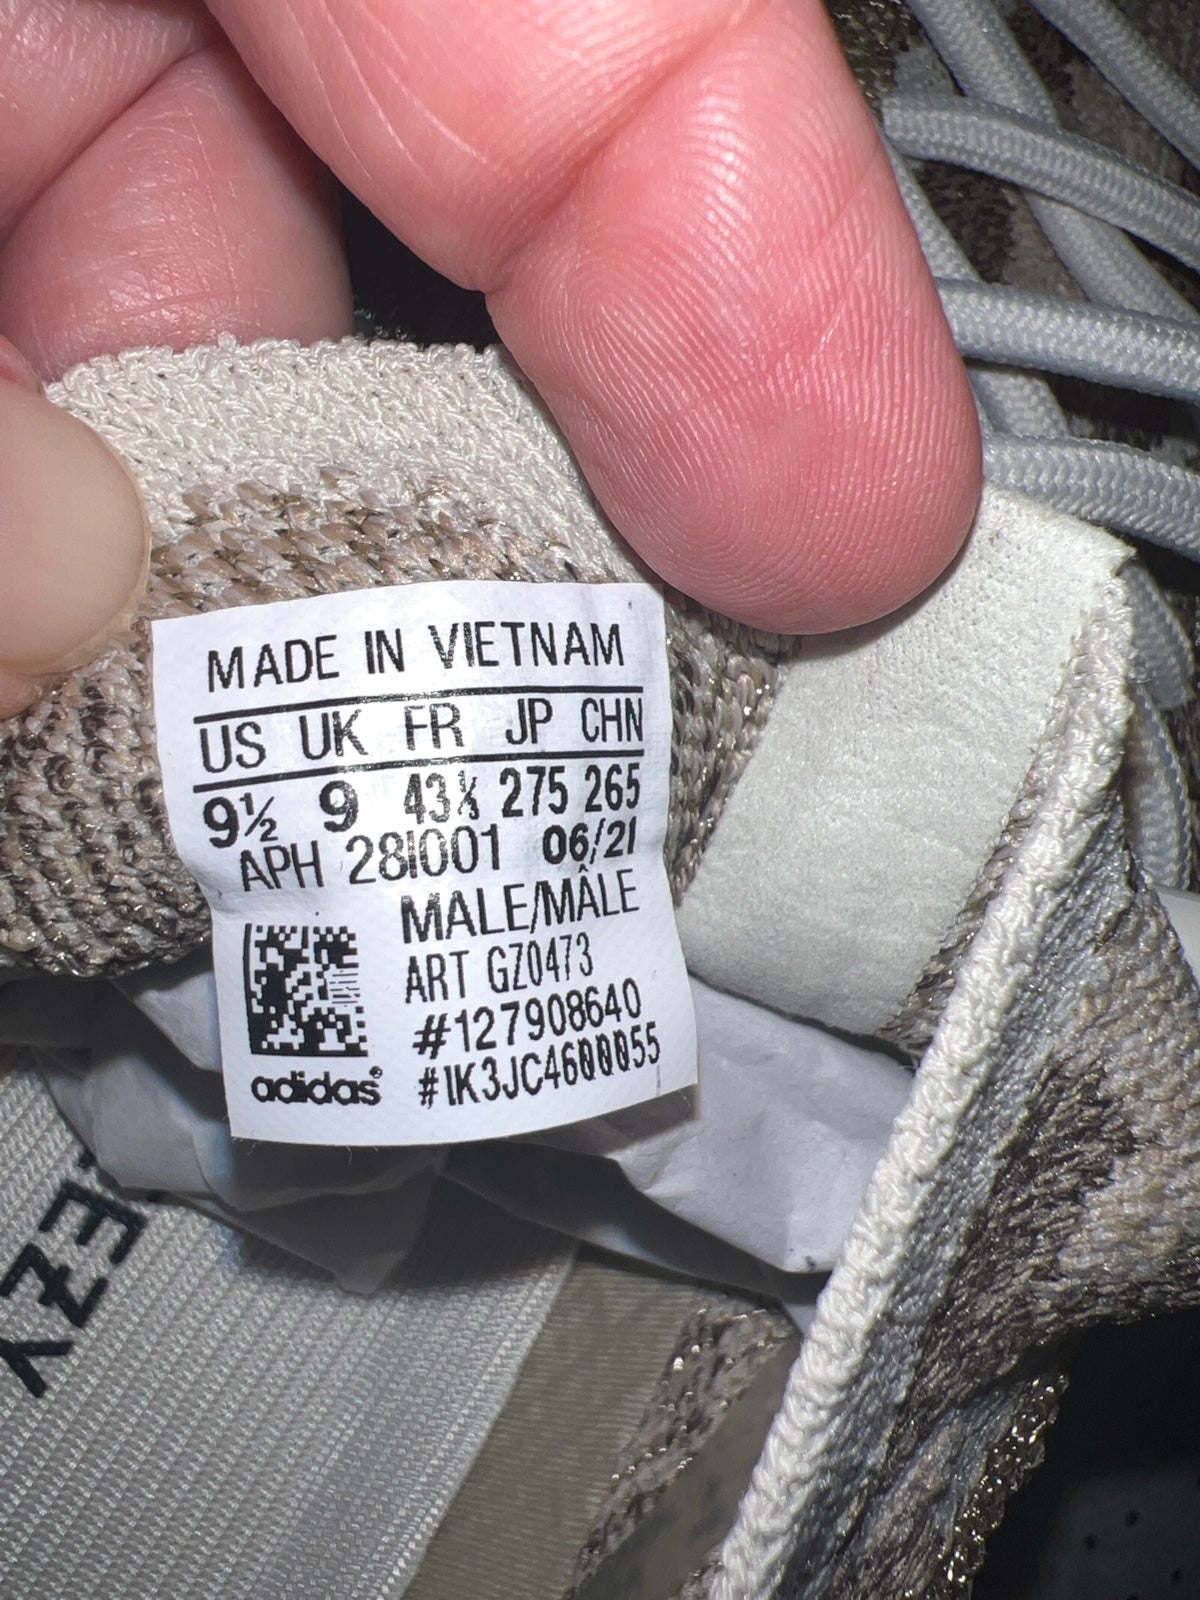 MADE IN VIETNAM
US UK FR JP CHN
9½ 9 43⅓ 275 265
APH 28I001 06/21
MALE/MÂLE
ART GZ0473
#127908640
#IK3JC4600055
adidas®
EZY